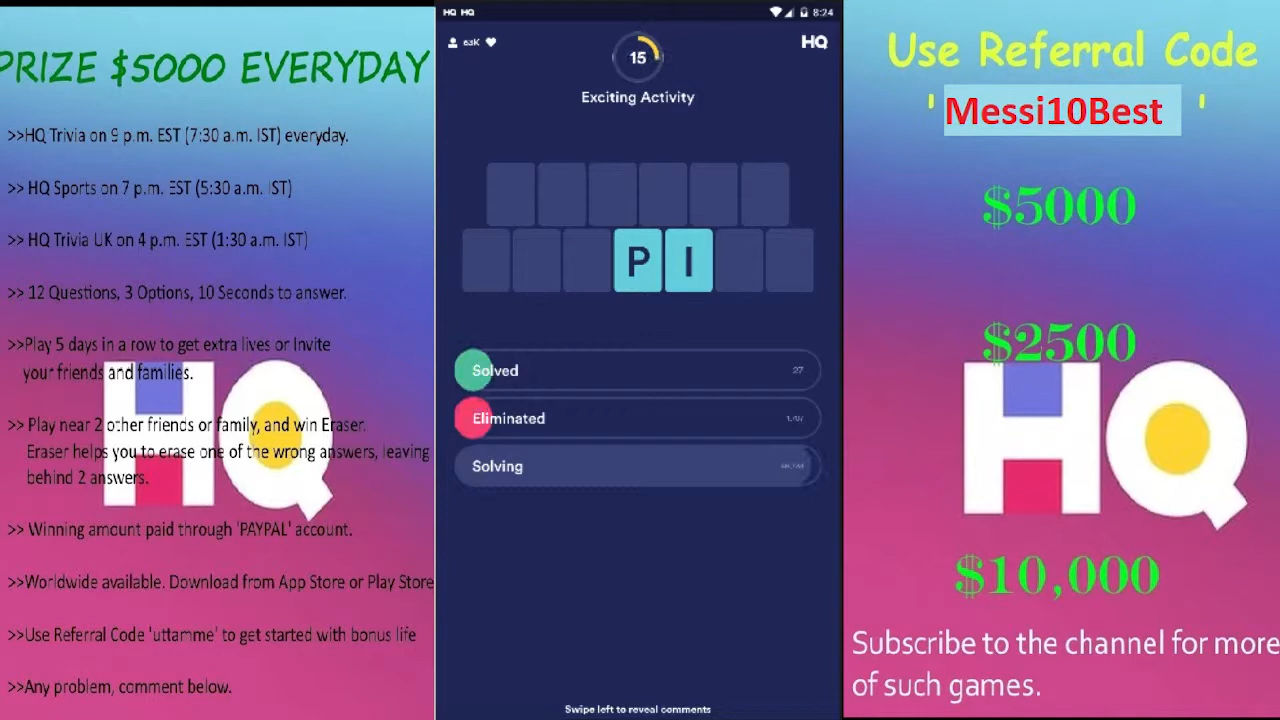 PRIZE $5000 EVERYDAY
>>HQ Trivia on 9 p.m. EST (7:30 a.m. IST) everyday.
>> HQ Sports on 7 p.m. EST (5:30 a.m. IST)
>> HQ Trivia UK on 4 p.m. EST (1:30 a.m. IST)
>> 12 Questions, 3 Options, 10 Seconds to answer.
>>Play 5 days in a row to get extra lives or Invite
your friends and families.
>> Play near 2 other friends or family, and win Eraser.
Eraser helps you to erase one of the wrong answers, leaving
behind 2 answers.
>> Winning amount paid through 'PAYPAL' account.
>>Worldwide available. Download from App Store or Play Store
>>Use Referral Code 'uttamme' to get started with bonus life
>>Any problem, comment below.
HQ
HQ HQ
8:24
63K
15
HQ
Exciting Activity
P I
Solved 27
Eliminated
Solving
Swipe left to reveal comments
Use Referral Code
' Messi10Best '
$5000
$2500
HQ
$10,000
Subscribe to the channel for more
of such games.